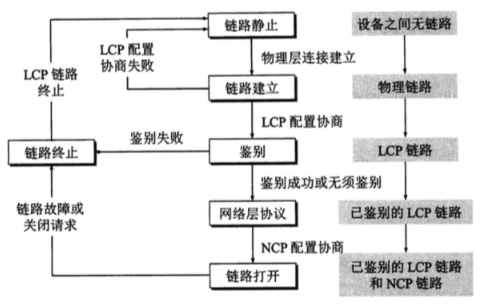 链路静止
设备之间无链路
LCP 配置
协商失败
物理层连接建立
LCP 链路
终止
链路建立
物理链路
LCP 配置协商
鉴别失败
链路终止
鉴别
LCP 链路
鉴别成功或无须鉴别
链路故障或
关闭请求
网络层协议
已鉴别的 LCP 链路
NCP 配置协商
链路打开
已鉴别的 LCP 链路
和 NCP 链路